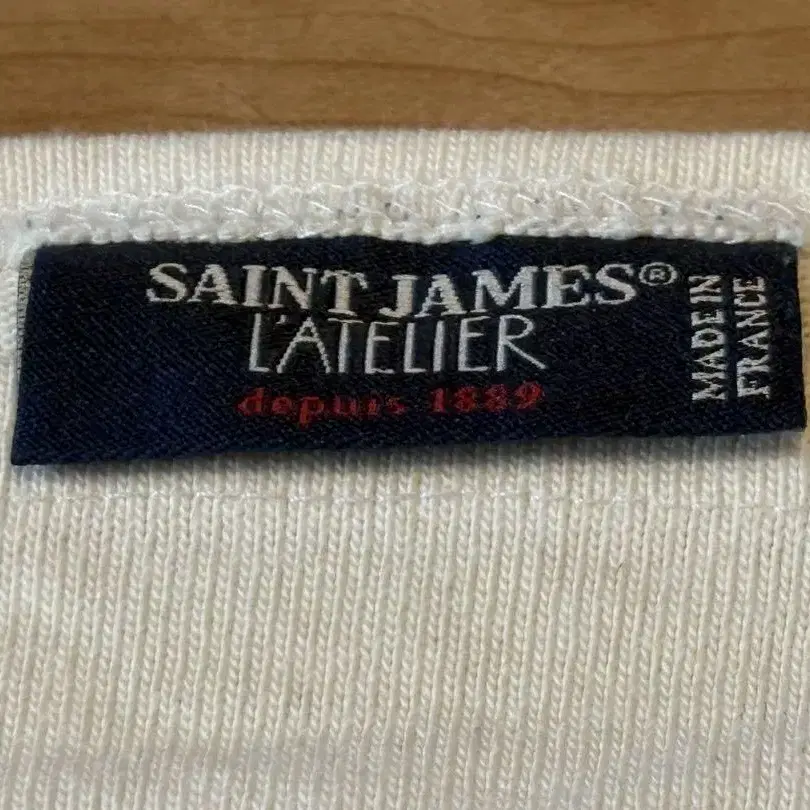 SAINT JAMES®
L'ATELIER
depuis 1889
MADE IN
FRANCE